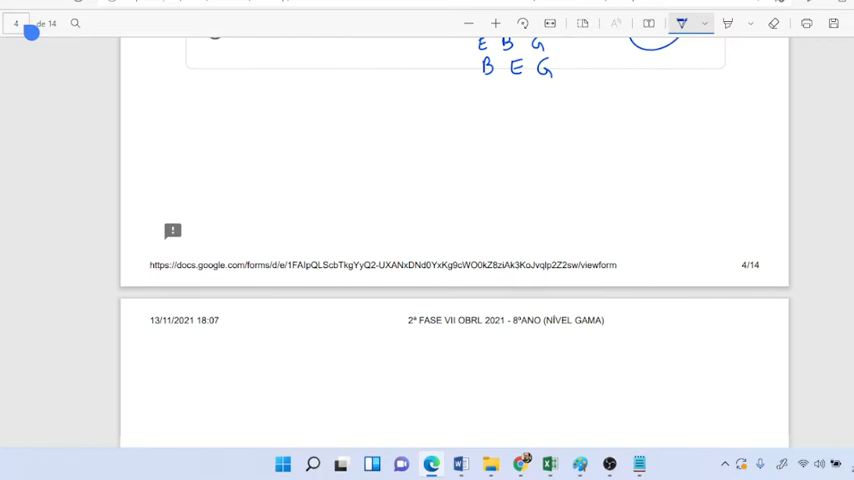 4 de 14
E B G
B E G
https://docs.google.com/forms/d/e/1FAIpQLScbTkgYyQ2-UXANxDNd0YxKg9cWO0kZ8ziAk3KoJvqIp2Z2sw/viewform 4/14
13/11/2021 18:07 2ª FASE VII OBRL 2021 - 8ºANO (NÍVEL GAMA)